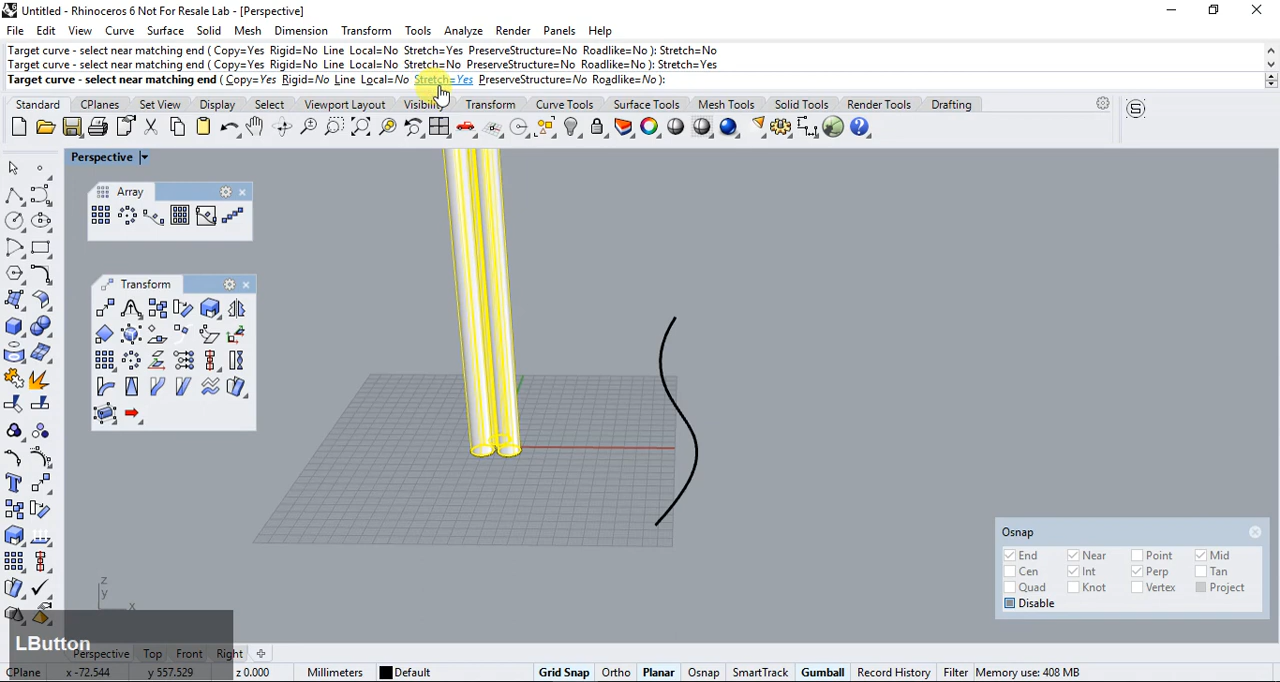 Untitled - Rhinoceros 6 Not For Resale Lab - [Perspective]
File Edit View Curve Surface Solid Mesh Dimension Transform Tools Analyze Render Panels Help
Target curve - select near matching end ( Copy=Yes Rigid=No Line Local=No Stretch=Yes PreserveStructure=No Roadlike=No ): Stretch=No
Target curve - select near matching end ( Copy=Yes Rigid=No Line Local=No Stretch=No PreserveStructure=No Roadlike=No ): Stretch=Yes
Target curve - select near matching end ( Copy=Yes Rigid=No Line Local=No Stretch=Yes PreserveStructure=No Roadlike=No ):
Standard CPlanes Set View Display Select Viewport Layout Visibility Transform Curve Tools Surface Tools Mesh Tools Solid Tools Render Tools Drafting
Perspective
Array
Transform
Osnap
End Near Point Mid
Cen Int Perp Tan
Quad Knot Vertex Project
Disable
z
y
x
LButton
Perspective Top Front Right
CPlane x -72.544 y 557.529 z 0.000 Millimeters Default Grid Snap Ortho Planar Osnap SmartTrack Gumball Record History Filter Memory use: 408 MB